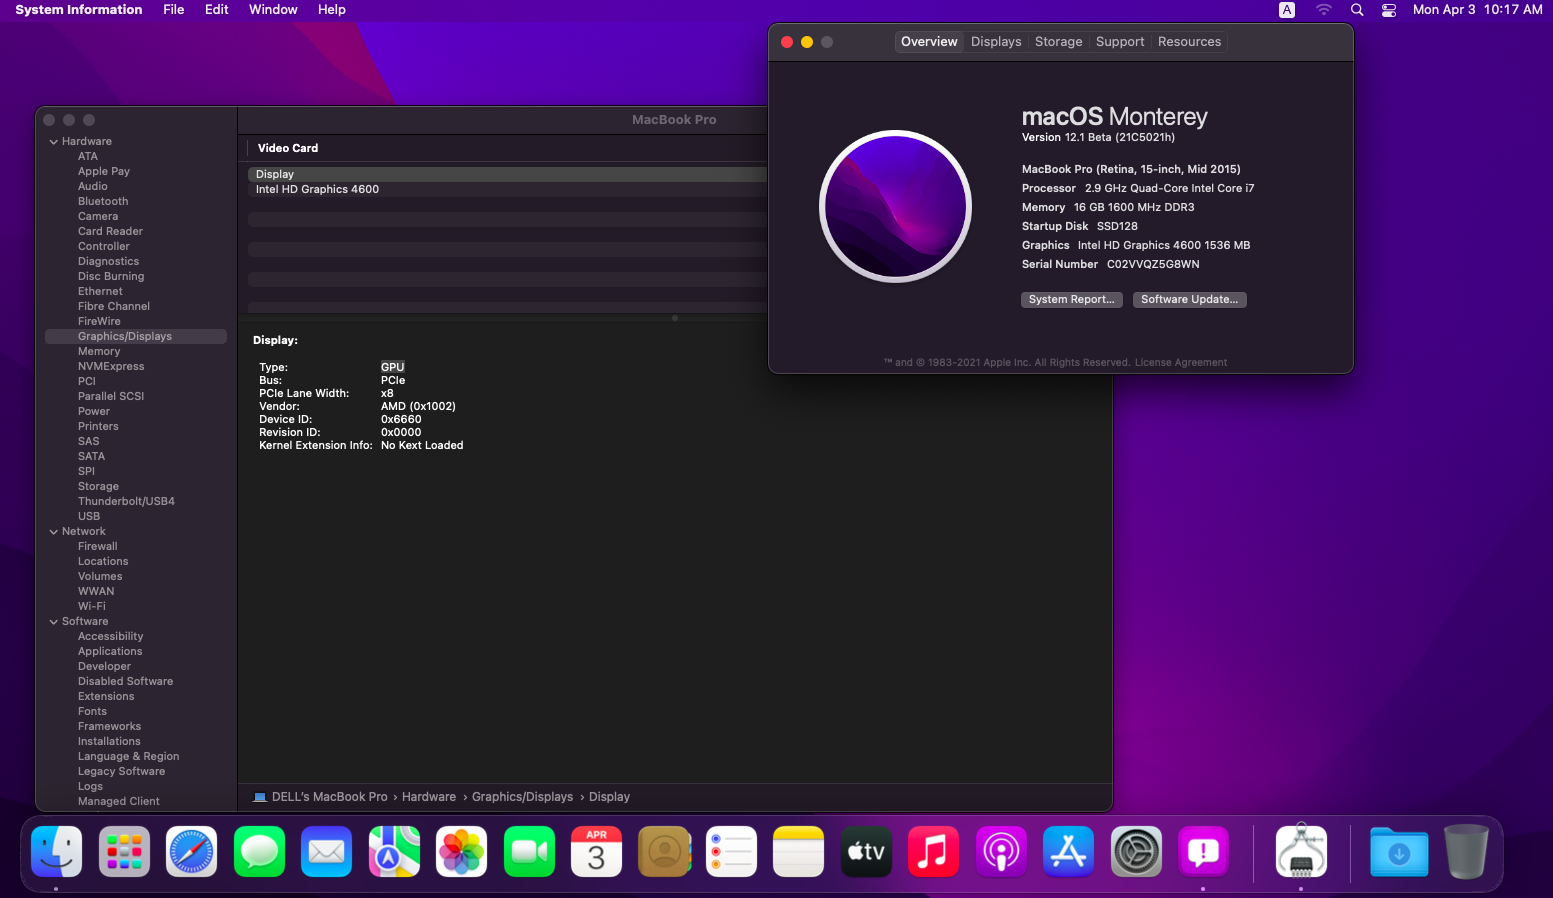 System Information File Edit Window Help
A Mon Apr 3 10:17 AM
Overview Displays Storage Support Resources
macOS Monterey
Version 12.1 Beta (21C5021h)
MacBook Pro (Retina, 15-inch, Mid 2015)
Processor 2.9 GHz Quad-Core Intel Core i7
Memory 16 GB 1600 MHz DDR3
Startup Disk SSD128
Graphics Intel HD Graphics 4600 1536 MB
Serial Number C02VVQZ5G8WN
System Report...
Software Update...
™ and © 1983-2021 Apple Inc. All Rights Reserved. License Agreement
MacBook Pro
Hardware
ATA
Apple Pay
Audio
Bluetooth
Camera
Card Reader
Controller
Diagnostics
Disc Burning
Ethernet
Fibre Channel
FireWire
Graphics/Displays
Memory
NVMExpress
PCI
Parallel SCSI
Power
Printers
SAS
SATA
SPI
Storage
Thunderbolt/USB4
USB
Network
Firewall
Locations
Volumes
WWAN
Wi-Fi
Software
Accessibility
Applications
Developer
Disabled Software
Extensions
Fonts
Frameworks
Installations
Language & Region
Legacy Software
Logs
Managed Client
Video Card
Display
Intel HD Graphics 4600
Display:
Type: GPU
Bus: PCIe
PCIe Lane Width: x8
Vendor: AMD (0x1002)
Device ID: 0x6660
Revision ID: 0x0000
Kernel Extension Info: No Kext Loaded
DELL's MacBook Pro › Hardware › Graphics/Displays › Display
APR
3
tv